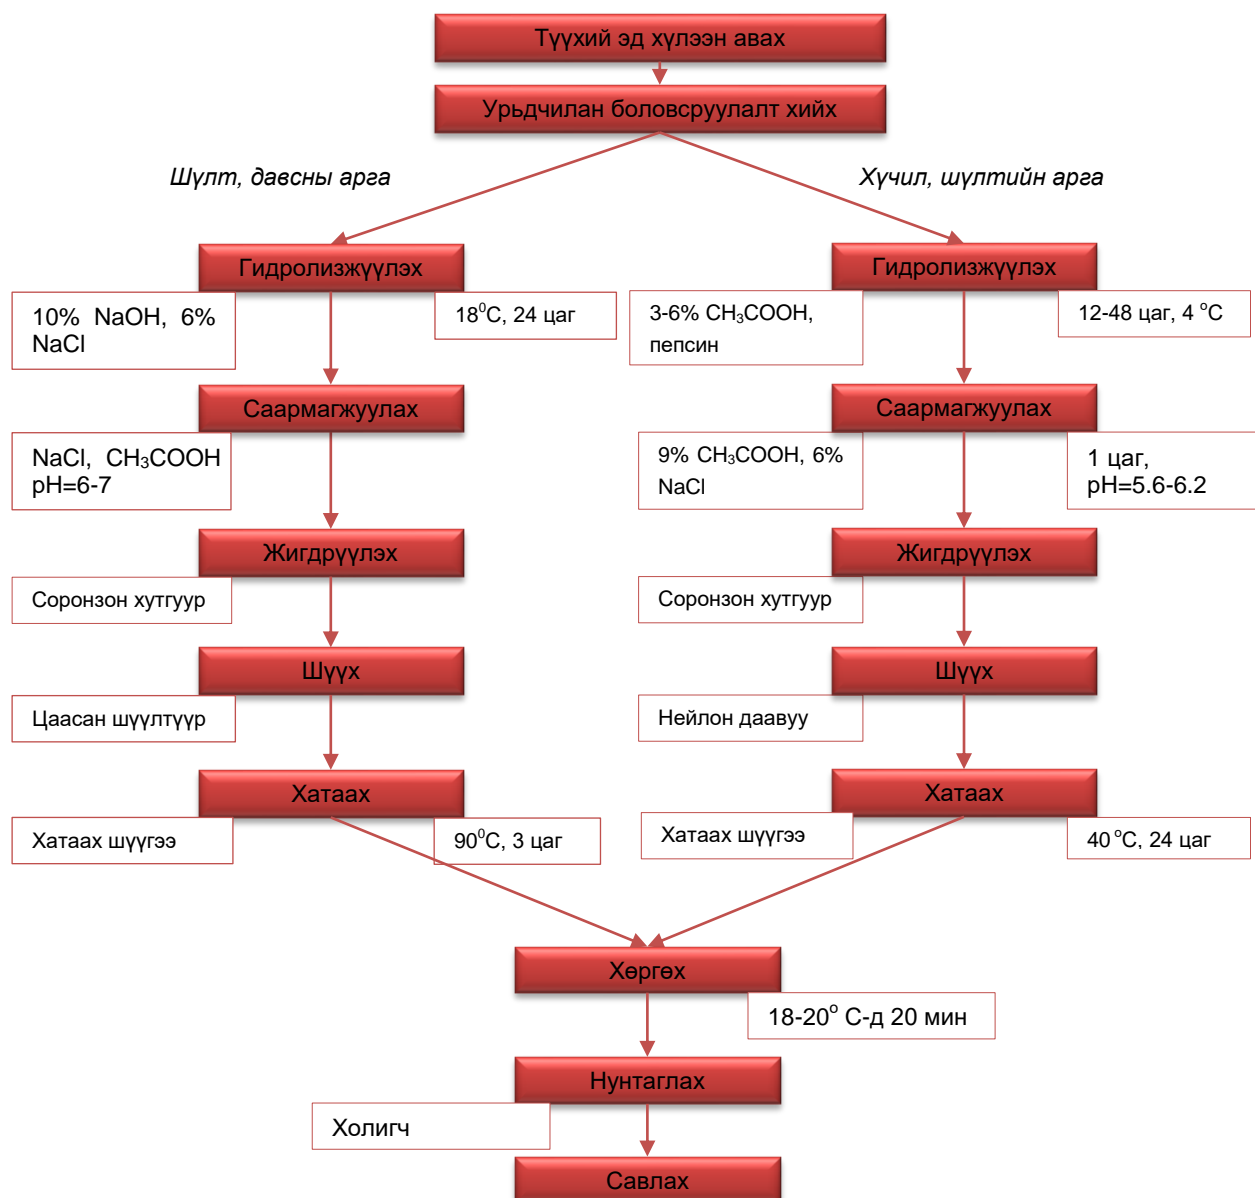 Түүхий эд хүлээн авах
Урьдчилан боловсруулалт хийх
Шүлт, давсны арга
Хүчил, шүлтийн арга
Гидролизжүүлэх
10% NaOH, 6%
NaCl
18⁰C, 24 цаг
Саармагжуулах
NaCl, CH₃COOH
pH=6-7
Жигдрүүлэх
Соронзон хутгуур
Шүүх
Цаасан шүүлтүүр
Хатаах
Хатаах шүүгээ
90⁰C, 3 цаг
Гидролизжүүлэх
3-6% CH₃COOH,
пепсин
12-48 цаг, 4 °C
Саармагжуулах
9% CH₃COOH, 6%
NaCl
1 цаг,
pH=5.6-6.2
Жигдрүүлэх
Соронзон хутгуур
Шүүх
Нейлон даавуу
Хатаах
Хатаах шүүгээ
40 °C, 24 цаг
Хөргөх
18-20° C-д 20 мин
Нунтаглах
Холигч
Савлах